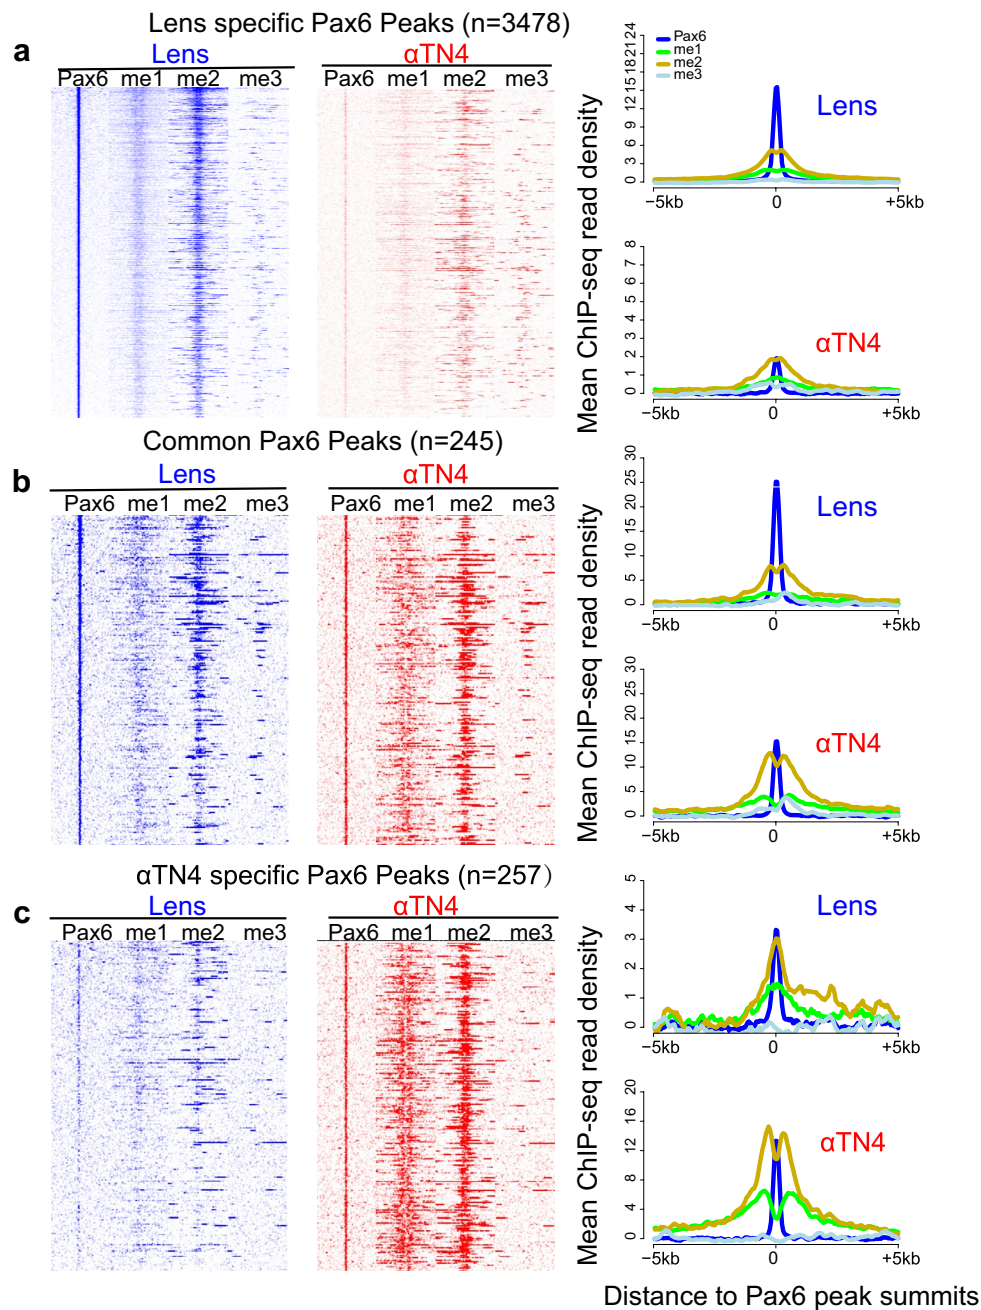 Lens specific Pax6 Peaks (n=3478)
a
Lens
αTN4
Pax6 me1 me2 me3
Pax6 me1 me2 me3
Mean ChIP-seq read density
0 3 6 9 12 15 18 21 24
Pax6
me1
me2
me3
Lens
−5kb 0 +5kb
0 1 2 3 4 5 6 7 8
αTN4
−5kb 0 +5kb
Common Pax6 Peaks (n=245)
b
Lens
αTN4
Pax6 me1 me2 me3
Pax6 me1 me2 me3
Mean ChIP-seq read density
0 5 10 15 20 25 30
Lens
−5kb 0 +5kb
0 5 10 15 20 25 30
αTN4
−5kb 0 +5kb
αTN4 specific Pax6 Peaks (n=257)
c
Lens
αTN4
Pax6 me1 me2 me3
Pax6 me1 me2 me3
Mean ChIP-seq read density
0 1 2 3 4 5
Lens
−5kb 0 +5kb
0 4 8 12 16 20
αTN4
−5kb 0 +5kb
Distance to Pax6 peak summits